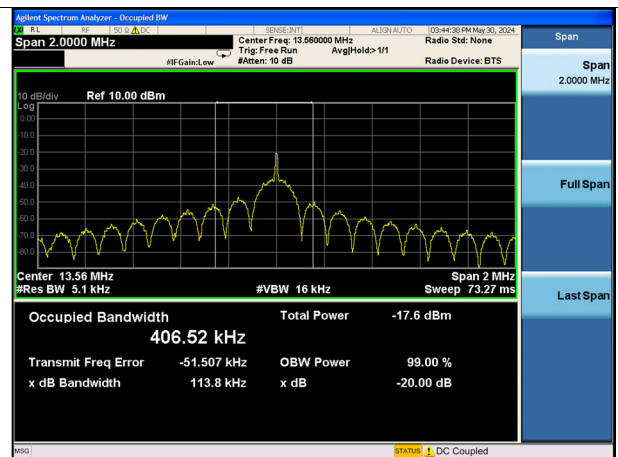 Agilent Spectrum Analyzer - Occupied BW
RL RF 50 Ω DC SENSE:INT ALIGN AUTO 03:44:38 PM May 30, 2024
Span 2.0000 MHz
Center Freq: 13.560000 MHz Radio Std: None
Trig: Free Run Avg|Hold:> 1/1
#IFGain:Low #Atten: 10 dB Radio Device: BTS
10 dB/div Ref 10.00 dBm
Log
0.00
-10.0
-20.0
-30.0
-40.0
-50.0
-60.0
-70.0
-80.0
Center 13.56 MHz Span 2 MHz
#Res BW 5.1 kHz #VBW 16 kHz Sweep 73.27 ms
Occupied Bandwidth Total Power -17.6 dBm
406.52 kHz
Transmit Freq Error -51.507 kHz OBW Power 99.00 %
x dB Bandwidth 113.8 kHz x dB -20.00 dB
MSG STATUS DC Coupled
Span
Span
2.0000 MHz
Full Span
Last Span